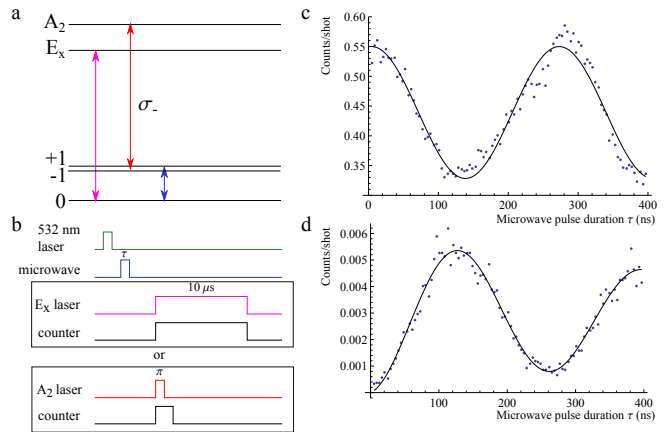 a
A₂
Eₓ
σ₋
+1
-1
0
b
532 nm
laser
τ
microwave
10 μs
Eₓ laser
counter
or
π
A₂ laser
counter
c
Counts/shot
0.55
0.50
0.45
0.40
0.35
0 100 200 300 400
Microwave pulse duration τ (ns)
d
Counts/shot
0.006
0.005
0.004
0.003
0.002
0.001
0 100 200 300 400
Microwave pulse duration τ (ns)